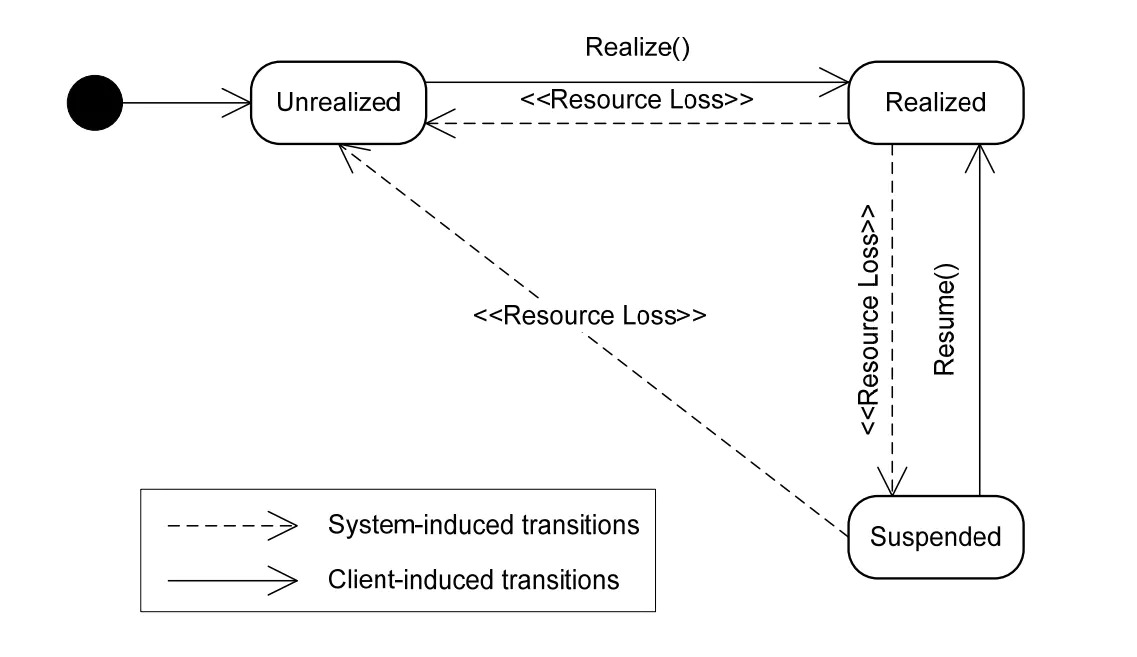 Realize()
Unrealized
<<Resource Loss>>
Realized
<<Resource Loss>>
Resume()
<<Resource Loss>>
System-induced transitions
Suspended
Client-induced transitions